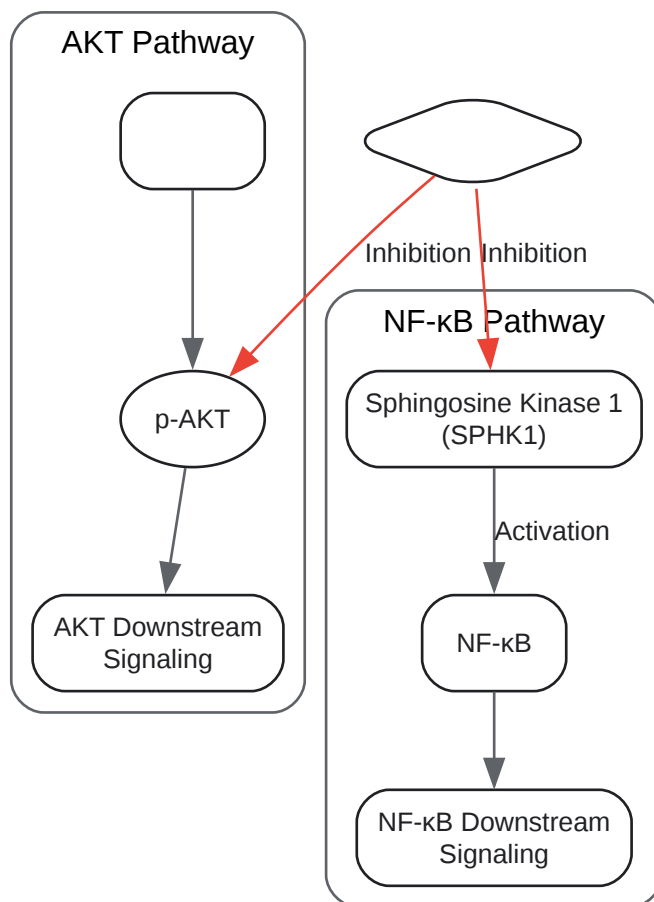 AKT Pathway
Inhibition
Inhibition
NF-κB Pathway
p-AKT
Sphingosine Kinase 1
(SPHK1)
Activation
AKT Downstream
Signaling
NF-κB
NF-κB Downstream
Signaling